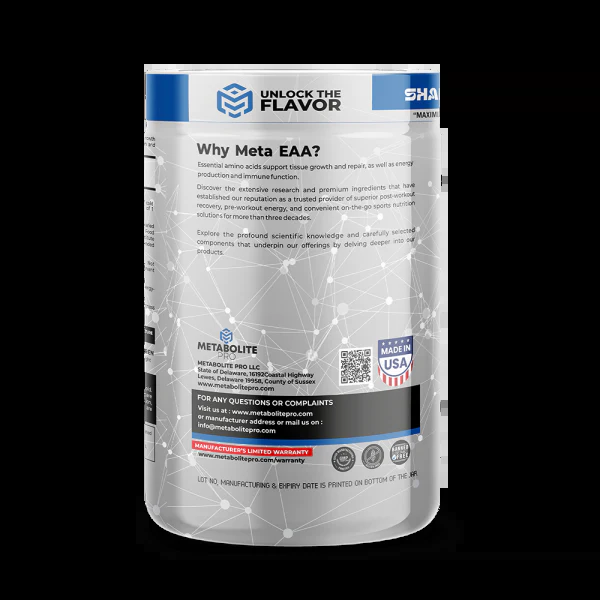 UNLOCK THE
FLAVOR
SHA
"MAXIMI
Why Meta EAA?
Essential amino acids support tissue growth and repair, as well as energy
production and immune function.
Discover the extensive research and premium ingredients that have
established our reputation as a trusted provider of superior post-workout
recovery, pre-workout energy, and convenient on-the-go sports nutrition
solutions for more than three decades.
Explore the profound scientific knowledge and carefully selected
components that underpin our offerings by delving deeper into our
products.
METABOLITE
PRO
METABOLITE PRO LLC
State of Delaware, 16192Coastal Highway
Lewes, Delaware 19958, County of Sussex
www.metabolitepro.com
MADE IN
USA
FOR ANY QUESTIONS OR COMPLAINTS
Visit us at : www.metabolitepro.com
or manufacturer address or mail us on :
info@metabolitepro.com
MANUFACTURER'S LIMITED WARRANTY
www.metabolitepro.com/warranty
BANNED
FREE
LOT NO, MANUFACTURING & EXPIRY DATE IS PRINTED ON BOTTOM OF THE JAR